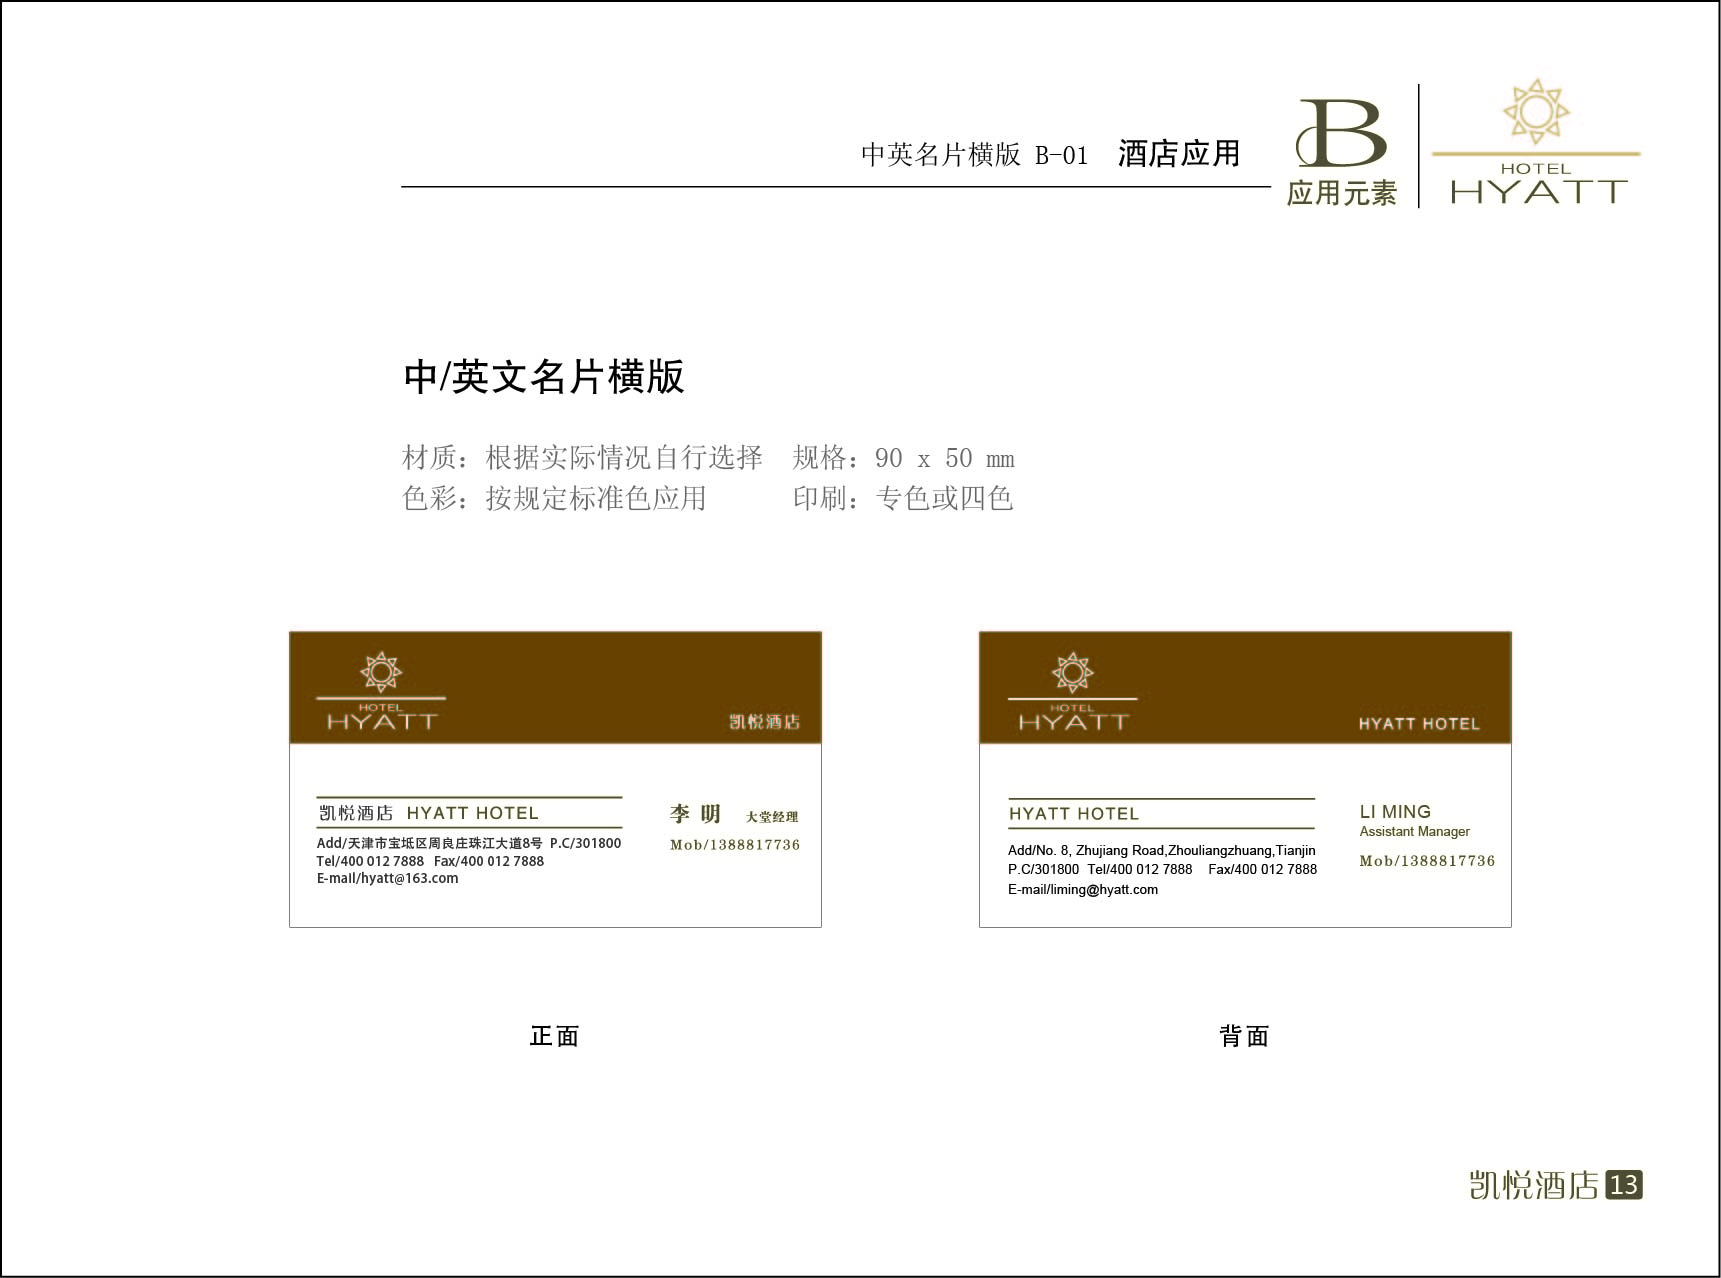 中英名片横版 B-01 酒店应用
B
应用元素
HOTEL
HYATT
中/英文名片横版
材质：根据实际情况自行选择 规格：90 x 50 mm
色彩：按规定标准色应用 印刷：专色或四色
HOTEL
HYATT
凯悦酒店
凯悦酒店 HYATT HOTEL
Add/天津市宝坻区周良庄珠江大道8号 P.C/301800
Tel/400 012 7888 Fax/400 012 7888
E-mail/hyatt@163.com
李 明 大堂经理
Mob/1388817736
HOTEL
HYATT
HYATT HOTEL
HYATT HOTEL
Add/No. 8, Zhujiang Road,Zhouliangzhuang,Tianjin
P.C/301800 Tel/400 012 7888 Fax/400 012 7888
E-mail/liming@hyatt.com
LI MING
Assistant Manager
Mob/1388817736
正面
背面
凯悦酒店 13